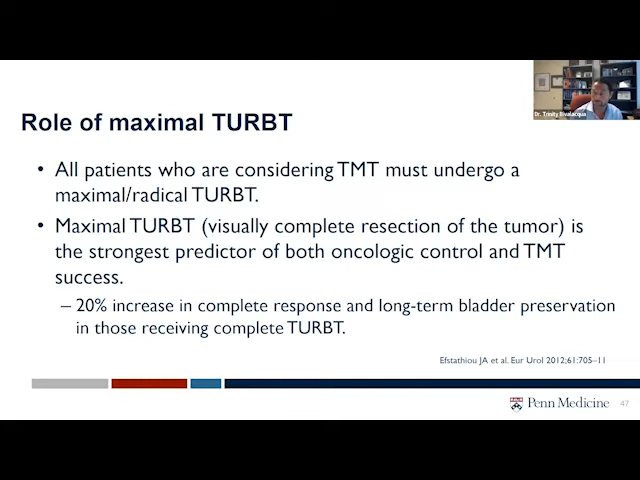 Dr. Trinity Bivalacqua
Role of maximal TURBT
• All patients who are considering TMT must undergo a
maximal/radical TURBT.
• Maximal TURBT (visually complete resection of the tumor) is
the strongest predictor of both oncologic control and TMT
success.
– 20% increase in complete response and long-term bladder preservation
in those receiving complete TURBT.
Efstathiou JA et al. Eur Urol 2012;61:705–11
Penn Medicine
47